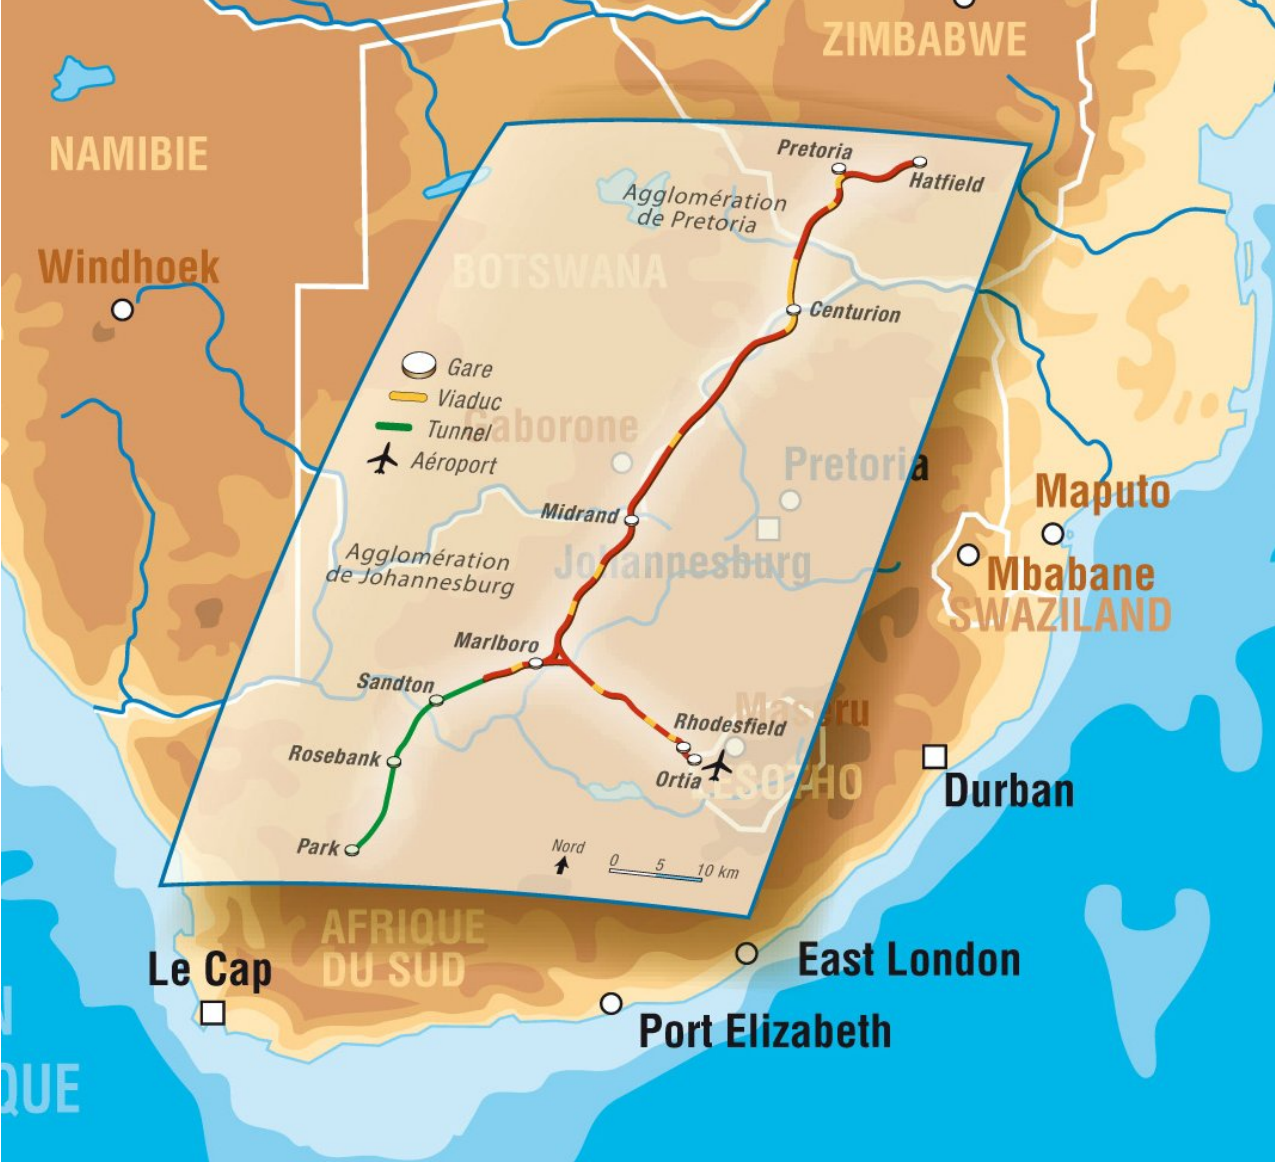 ZIMBABWE
NAMIBIE
Pretoria
Hatfield
Agglomération
de Pretoria
Windhoek
BOTSWANA
Centurion
Gare
Viaduc
Tunnel
Aéroport
Gaborone
Pretoria
Maputo
Midrand
Agglomération
de Johannesburg
Johannesburg
Mbabane
SWAZILAND
Marlboro
Sandton
Maseru
Rhodesfield
Rosebank
Ortia
LESOTHO
Durban
Park
Nord
0 5 10 km
AFRIQUE
DU SUD
Le Cap
East London
Port Elizabeth
N
QUE